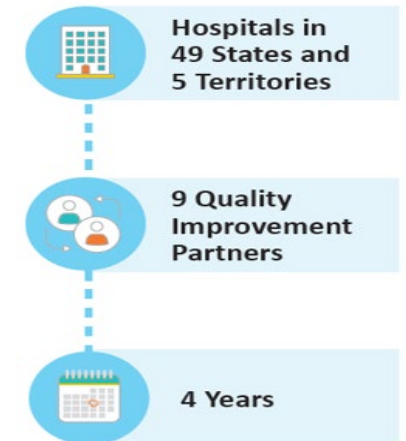 Hospitals in
49 States and
5 Territories
9 Quality
Improvement
Partners
4 Years